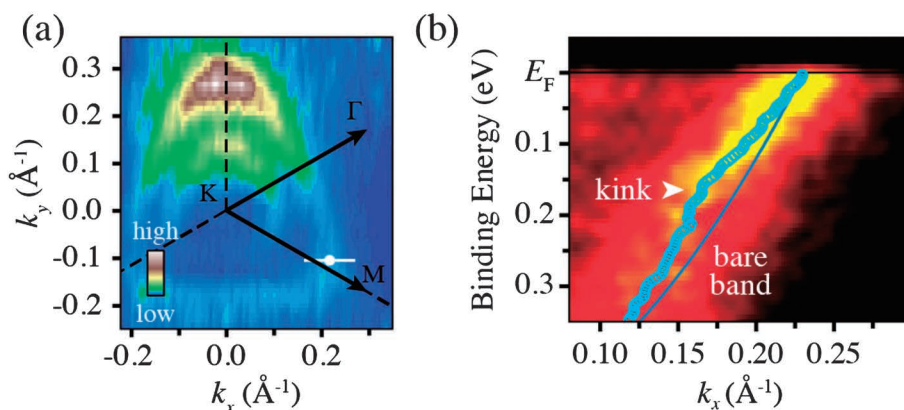 (a)
k_y (Å⁻¹)
0.3
0.2
0.1
0.0
-0.1
-0.2
Γ
K
M
high
low
-0.2
0.0
0.2
k_x (Å⁻¹)
(b)
Binding Energy (eV)
E_F
0.1
0.2
0.3
kink
bare
band
0.10
0.15
0.20
0.25
k_x (Å⁻¹)